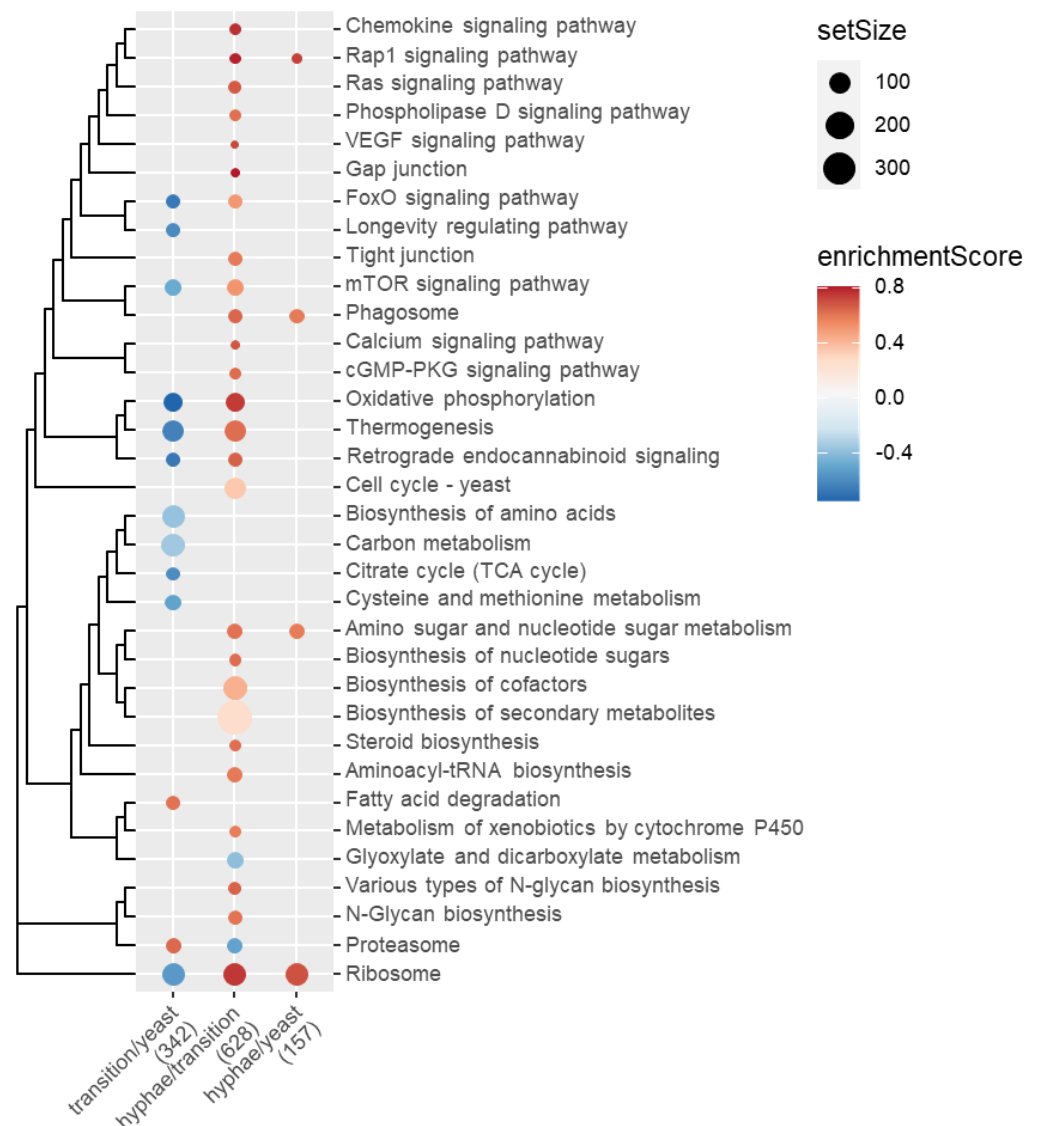 Chemokine signaling pathway
Rap1 signaling pathway
Ras signaling pathway
Phospholipase D signaling pathway
VEGF signaling pathway
Gap junction
FoxO signaling pathway
Longevity regulating pathway
Tight junction
mTOR signaling pathway
Phagosome
Calcium signaling pathway
cGMP-PKG signaling pathway
Oxidative phosphorylation
Thermogenesis
Retrograde endocannabinoid signaling
Cell cycle - yeast
Biosynthesis of amino acids
Carbon metabolism
Citrate cycle (TCA cycle)
Cysteine and methionine metabolism
Amino sugar and nucleotide sugar metabolism
Biosynthesis of nucleotide sugars
Biosynthesis of cofactors
Biosynthesis of secondary metabolites
Steroid biosynthesis
Aminoacyl-tRNA biosynthesis
Fatty acid degradation
Metabolism of xenobiotics by cytochrome P450
Glyoxylate and dicarboxylate metabolism
Various types of N-glycan biosynthesis
N-Glycan biosynthesis
Proteasome
Ribosome
transition/yeast
(342)
hyphae/transition
(628)
hyphae/yeast
(157)
setSize
100
200
300
enrichmentScore
0.8
0.4
0.0
-0.4